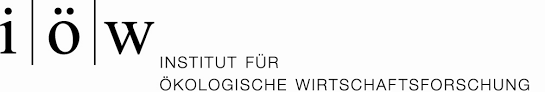 i|ö|w
INSTITUT FÜR
ÖKOLOGISCHE WIRTSCHAFTSFORSCHUNG